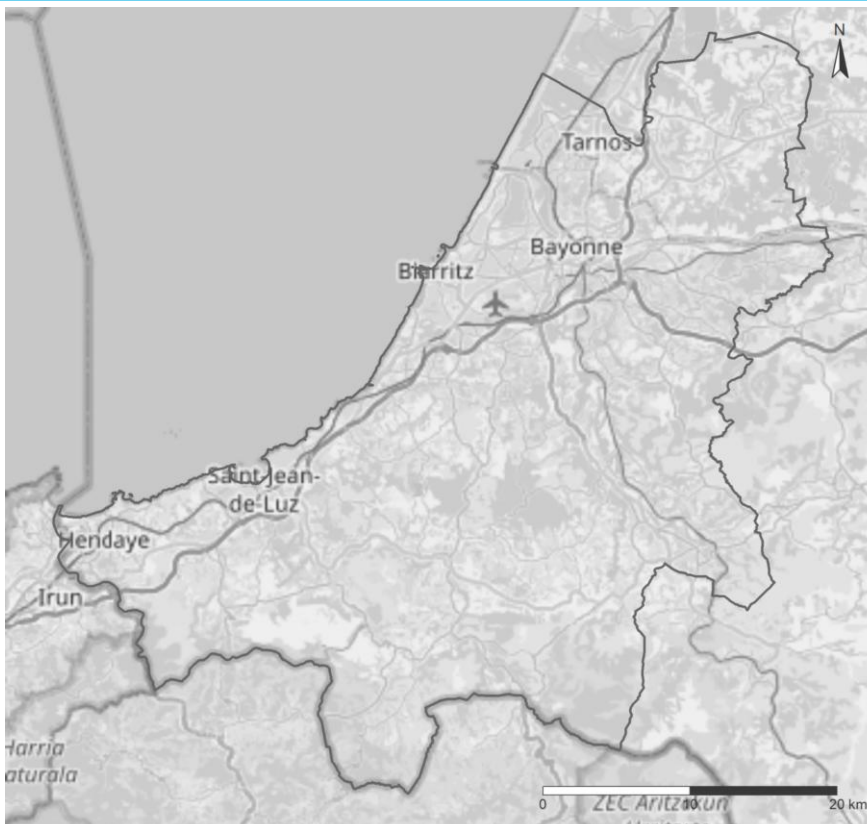 N
Tarnos
Bayonne
Biarritz
Saint-Jean-
de-Luz
Hendaye
Irun
Harria
aturala
ZEC Aritzakun
0 10 20 km